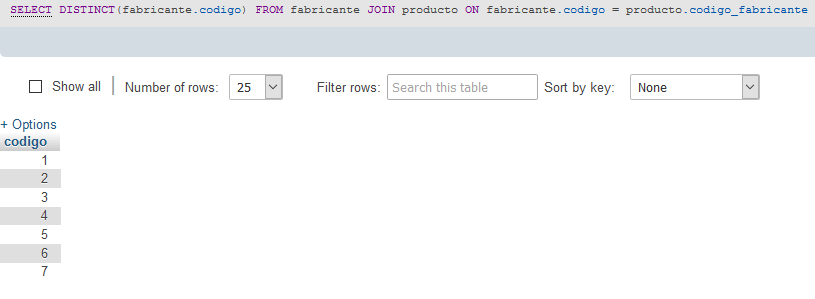 SELECT DISTINCT(fabricante.codigo) FROM fabricante JOIN producto ON fabricante.codigo = producto.codigo_fabricante
Show all | Number of rows: 25 Filter rows: Search this table Sort by key: None
+ Options
codigo
1
2
3
4
5
6
7